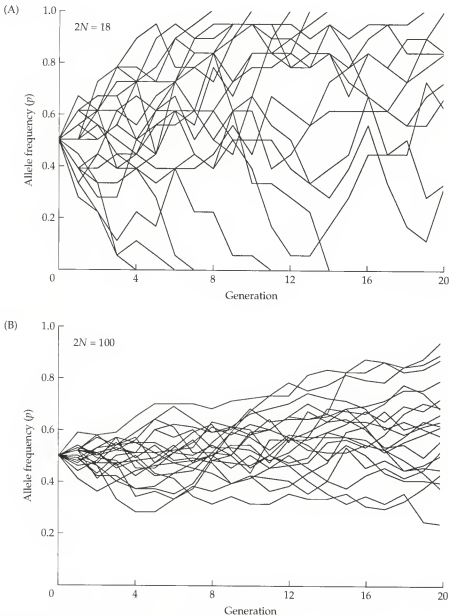 (A)
1.0
2N = 18
0.8
0.6
0.4
0.2
0
Allele frequency (p)
4
8
12
16
20
Generation
(B)
1.0
2N = 100
0.8
0.6
0.4
0.2
0
Allele frequency (p)
4
8
12
16
20
Generation